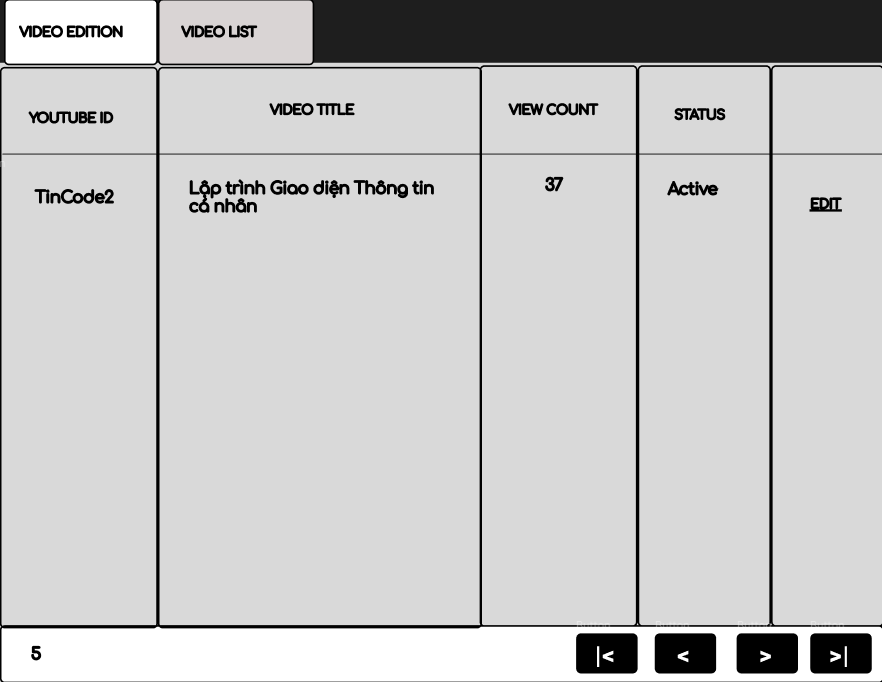 VIDEO EDITION VIDEO LIST
YOUTUBE ID VIDEO TITLE VIEW COUNT STATUS
TinCode2 Lập trình Giao diện Thông tin 37 Active EDIT
cá nhân
5 |< < > >|